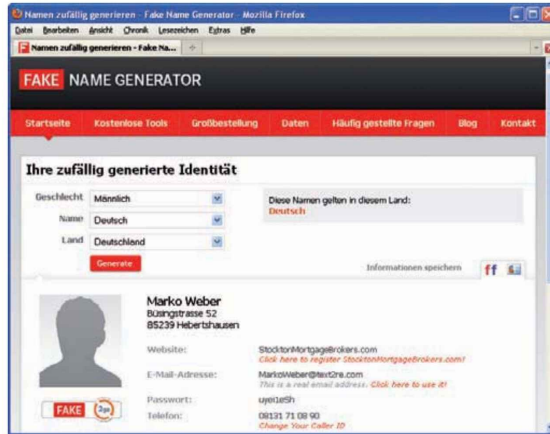 Namen zufällig generieren - Fake Name Generator - Mozilla Firefox
Datei Bearbeiten Ansicht Chronik Lesezeichen Extras Hilfe
Namen zufällig generieren - Fake Na...
FAKE NAME GENERATOR
Startseite Kostenlose Tools Großbestellung Daten Häufig gestellte Fragen Blog Kontakt
Ihre zufällig generierte Identität
Geschlecht Männlich
Name Deutsch
Land Deutschland
Generate
Diese Namen gelten in diesem Land:
Deutsch
Informationen speichern
Marko Weber
Büsingstrasse 52
85239 Hebertshausen
Website: StocktonMortgageBrokers.com
Click here to register StocktonMortgageBrokers.com!
E-Mail-Adresse: MarkoWeber@text2re.com
This is a real email address. Click here to use it!
Passwort: uyei1eSh
Telefon: 08131 71 08 90
Change Your Caller ID
FAKE